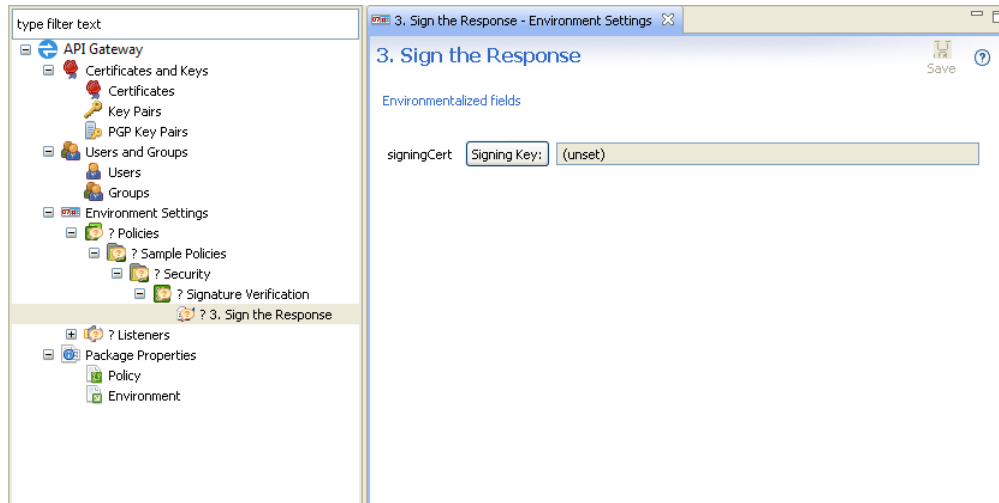 type filter text
API Gateway
Certificates and Keys
Certificates
Key Pairs
PGP Key Pairs
Users and Groups
Users
Groups
Environment Settings
? Policies
? Sample Policies
? Security
? Signature Verification
? 3. Sign the Response
? Listeners
Package Properties
Policy
Environment
3. Sign the Response - Environment Settings
3. Sign the Response
Save
Environmentalized fields
signingCert Signing Key: (unset)